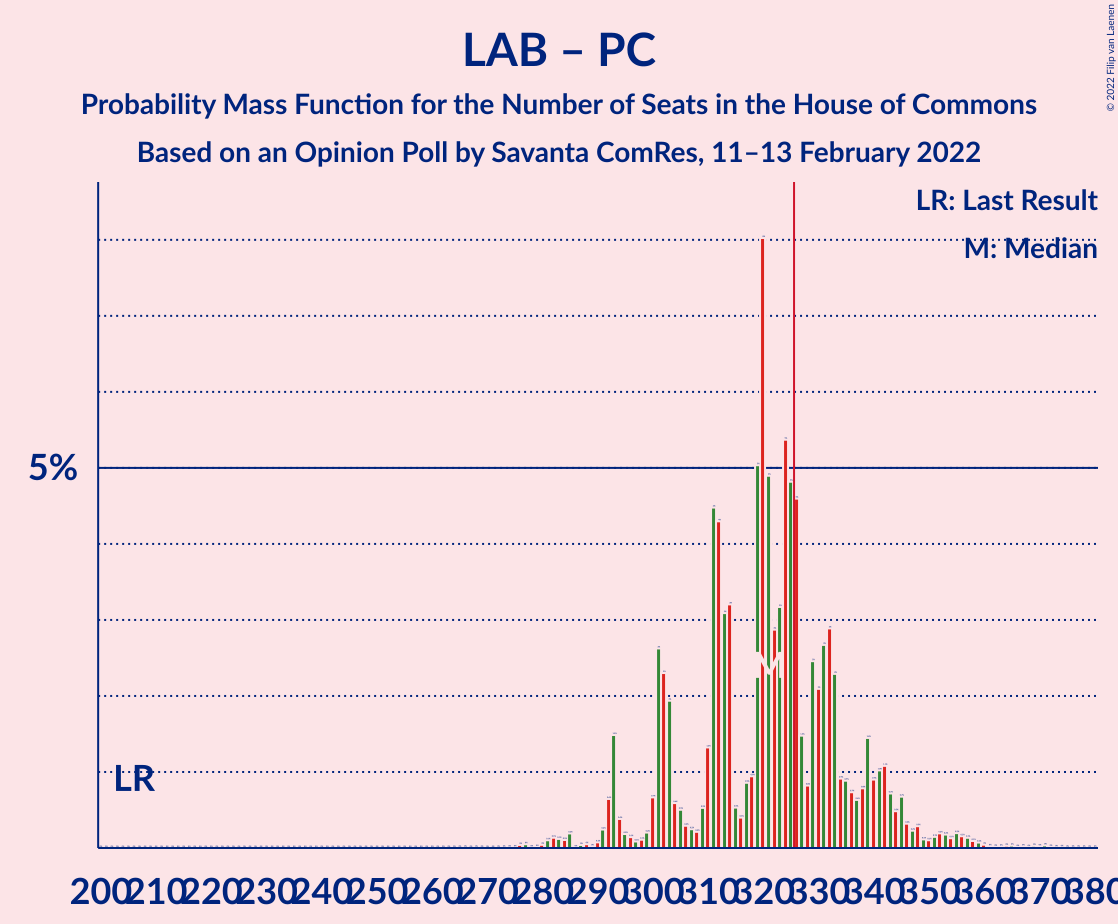 LAB – PC
Probability Mass Function for the Number of Seats in the House of Commons
Based on an Opinion Poll by Savanta ComRes, 11–13 February 2022
© 2022 Filip van Laenen
LR: Last Result
M: Median
5%
M
LR
200 210 220 230 240 250 260 270 280 290 300 310 320 330 340 350 360 370 380